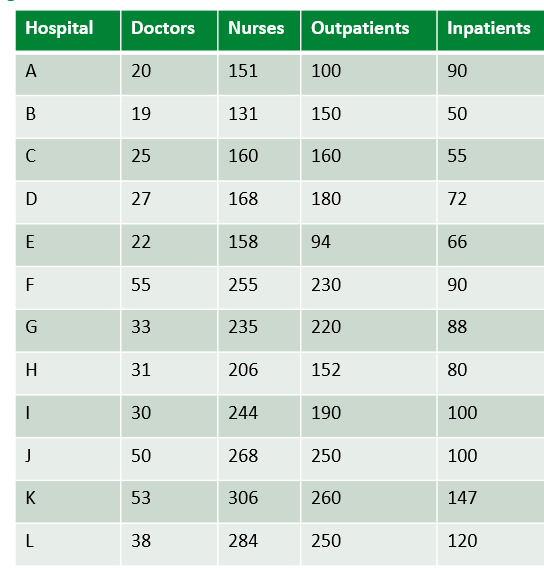 Hospital Doctors Nurses Outpatients Inpatients
A 20 151 100 90
B 19 131 150 50
C 25 160 160 55
D 27 168 180 72
E 22 158 94 66
F 55 255 230 90
G 33 235 220 88
H 31 206 152 80
I 30 244 190 100
J 50 268 250 100
K 53 306 260 147
L 38 284 250 120